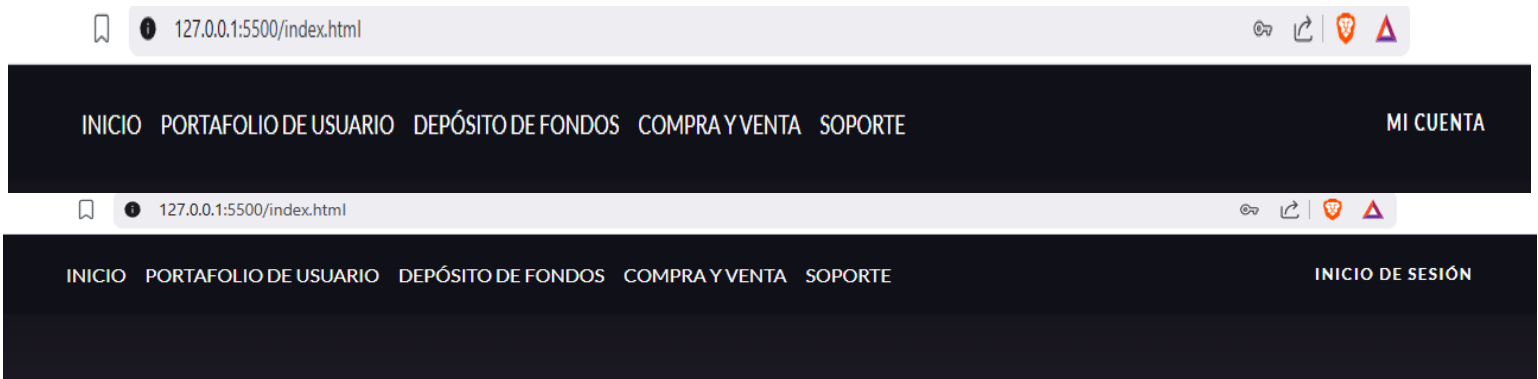 127.0.0.1:5500/index.html
INICIO PORTAFOLIO DE USUARIO DEPÓSITO DE FONDOS COMPRA Y VENTA SOPORTE MI CUENTA
127.0.0.1:5500/index.html
INICIO PORTAFOLIO DE USUARIO DEPÓSITO DE FONDOS COMPRA Y VENTA SOPORTE INICIO DE SESIÓN